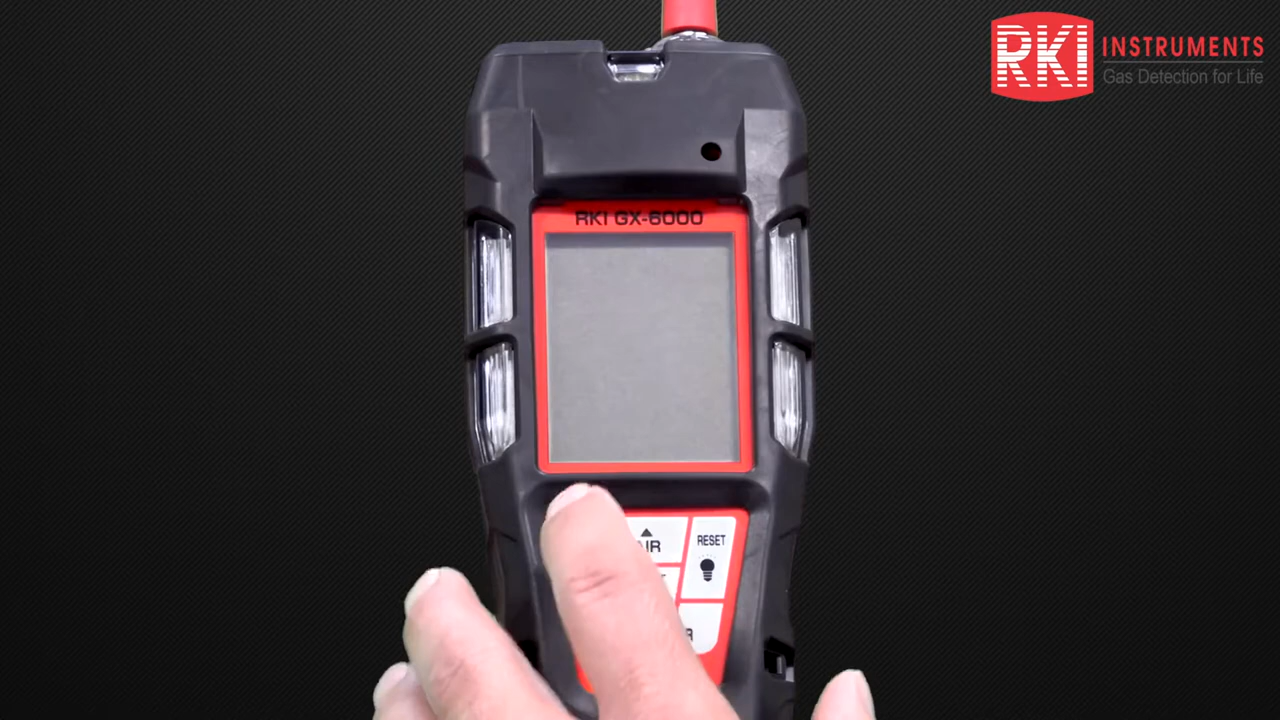 RKI INSTRUMENTS
Gas Detection for Life
RKI GX-6000
RESET